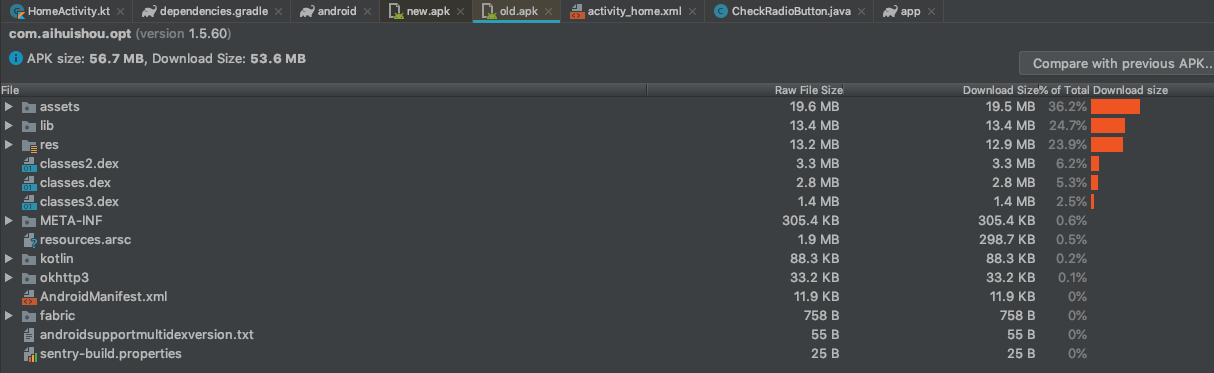 HomeActivity.kt dependencies.gradle android new.apk old.apk activity_home.xml CheckRadioButton.java app
com.aihuishou.opt (version 1.5.60)
APK size: 56.7 MB, Download Size: 53.6 MB
Compare with previous APK...
File Raw File Size Download Size % of Total Download size
assets 19.6 MB 19.5 MB 36.2%
lib 13.4 MB 13.4 MB 24.7%
res 13.2 MB 12.9 MB 23.9%
classes2.dex 3.3 MB 3.3 MB 6.2%
classes.dex 2.8 MB 2.8 MB 5.3%
classes3.dex 1.4 MB 1.4 MB 2.5%
META-INF 305.4 KB 305.4 KB 0.6%
resources.arsc 1.9 MB 298.7 KB 0.5%
kotlin 88.3 KB 88.3 KB 0.2%
okhttp3 33.2 KB 33.2 KB 0.1%
AndroidManifest.xml 11.9 KB 11.9 KB 0%
fabric 758 B 758 B 0%
androidsupportmultidexversion.txt 55 B 55 B 0%
sentry-build.properties 25 B 25 B 0%